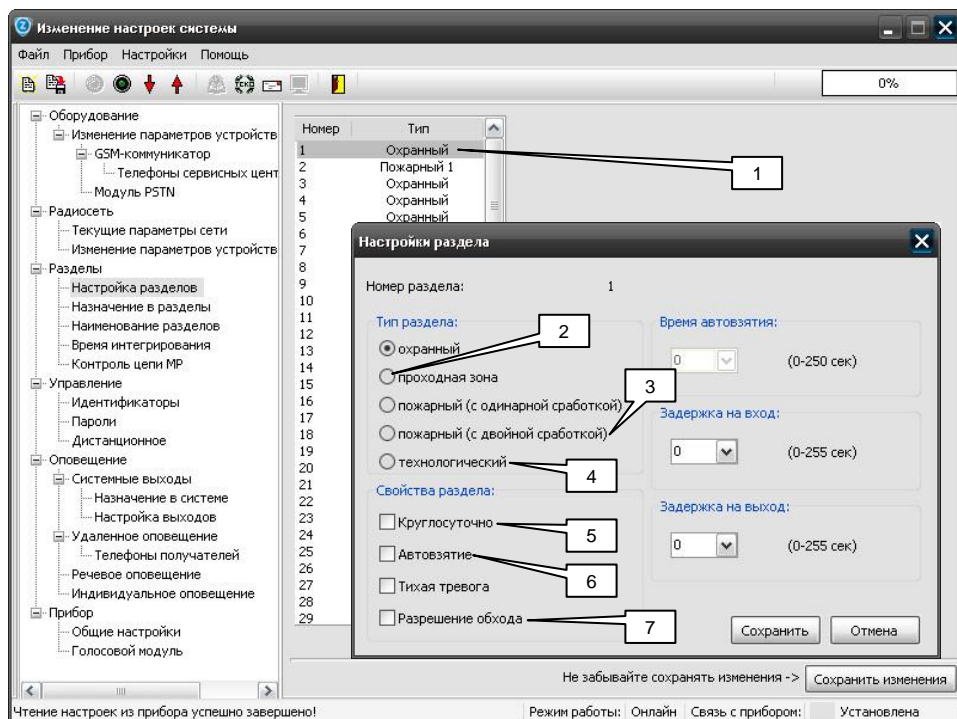 Изменение настроек системы
Файл Прибор Настройки Помощь
0%
Оборудование
Изменение параметров устройств
GSM-коммуникатор
Телефоны сервисных цент
Модуль PSTN
Радиосеть
Текущие параметры сети
Изменение параметров устройств
Разделы
Настройка разделов
Назначение в разделы
Наименование разделов
Время интегрирования
Контроль цепи МР
Управление
Идентификаторы
Пароли
Дистанционное
Оповещение
Системные выходы
Назначение в системе
Настройка выходов
Удаленное оповещение
Телефоны получателей
Речевое оповещение
Индивидуальное оповещение
Прибор
Общие настройки
Голосовой модуль
Номер Тип
1 Охранный
2 Пожарный 1
3 Охранный
4 Охранный
5 Охранный
6
7
8
9
10
11
12
13
14
15
16
17
18
19
20
21
22
23
24
25
26
27
28
29
1
Настройки раздела
Номер раздела: 1
Тип раздела:
охранный
2
проходная зона
пожарный (с одинарной сработкой)
3
пожарный (с двойной сработкой)
технологический
4
Свойства раздела:
Круглосуточно
5
Автовзятие
6
Тихая тревога
Разрешение обхода
7
Время автовзятия:
0 (0-250 сек)
Задержка на вход:
0 (0-255 сек)
Задержка на выход:
0 (0-255 сек)
Сохранить Отмена
Не забывайте сохранять изменения -> Сохранить изменения
Чтение настроек из прибора успешно завершено! Режим работы: Онлайн Связь с прибором: Установлена